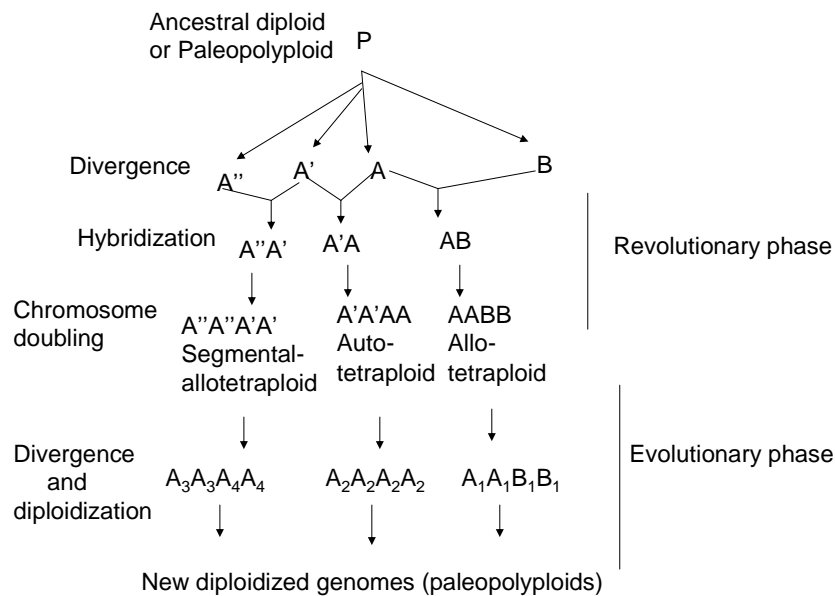 Ancestral diploid
or Paleopolyploid
P
Divergence
A'' A' A B
Hybridization
A''A' A'A AB
Revolutionary phase
Chromosome
doubling
A''A''A'A'
Segmental-
allotetraploid
A'A'AA
Auto-
tetraploid
AABB
Allo-
tetraploid
Divergence
and
diploidization
A₃A₃A₄A₄ A₂A₂A₂A₂ A₁A₁B₁B₁
Evolutionary phase
New diploidized genomes (paleopolyploids)